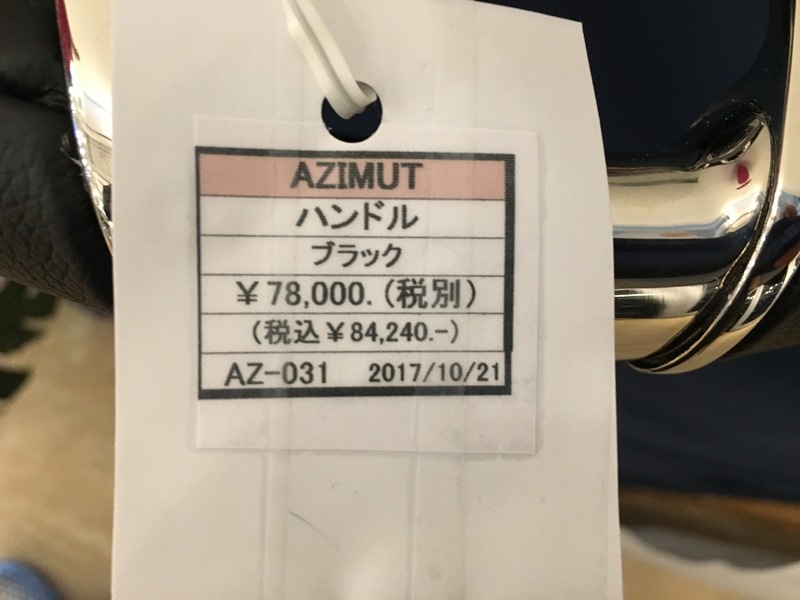 AZIMUT
ハンドル
ブラック
¥78,000.(税別)
(税込¥84,240.-)
AZ-031 2017/10/21